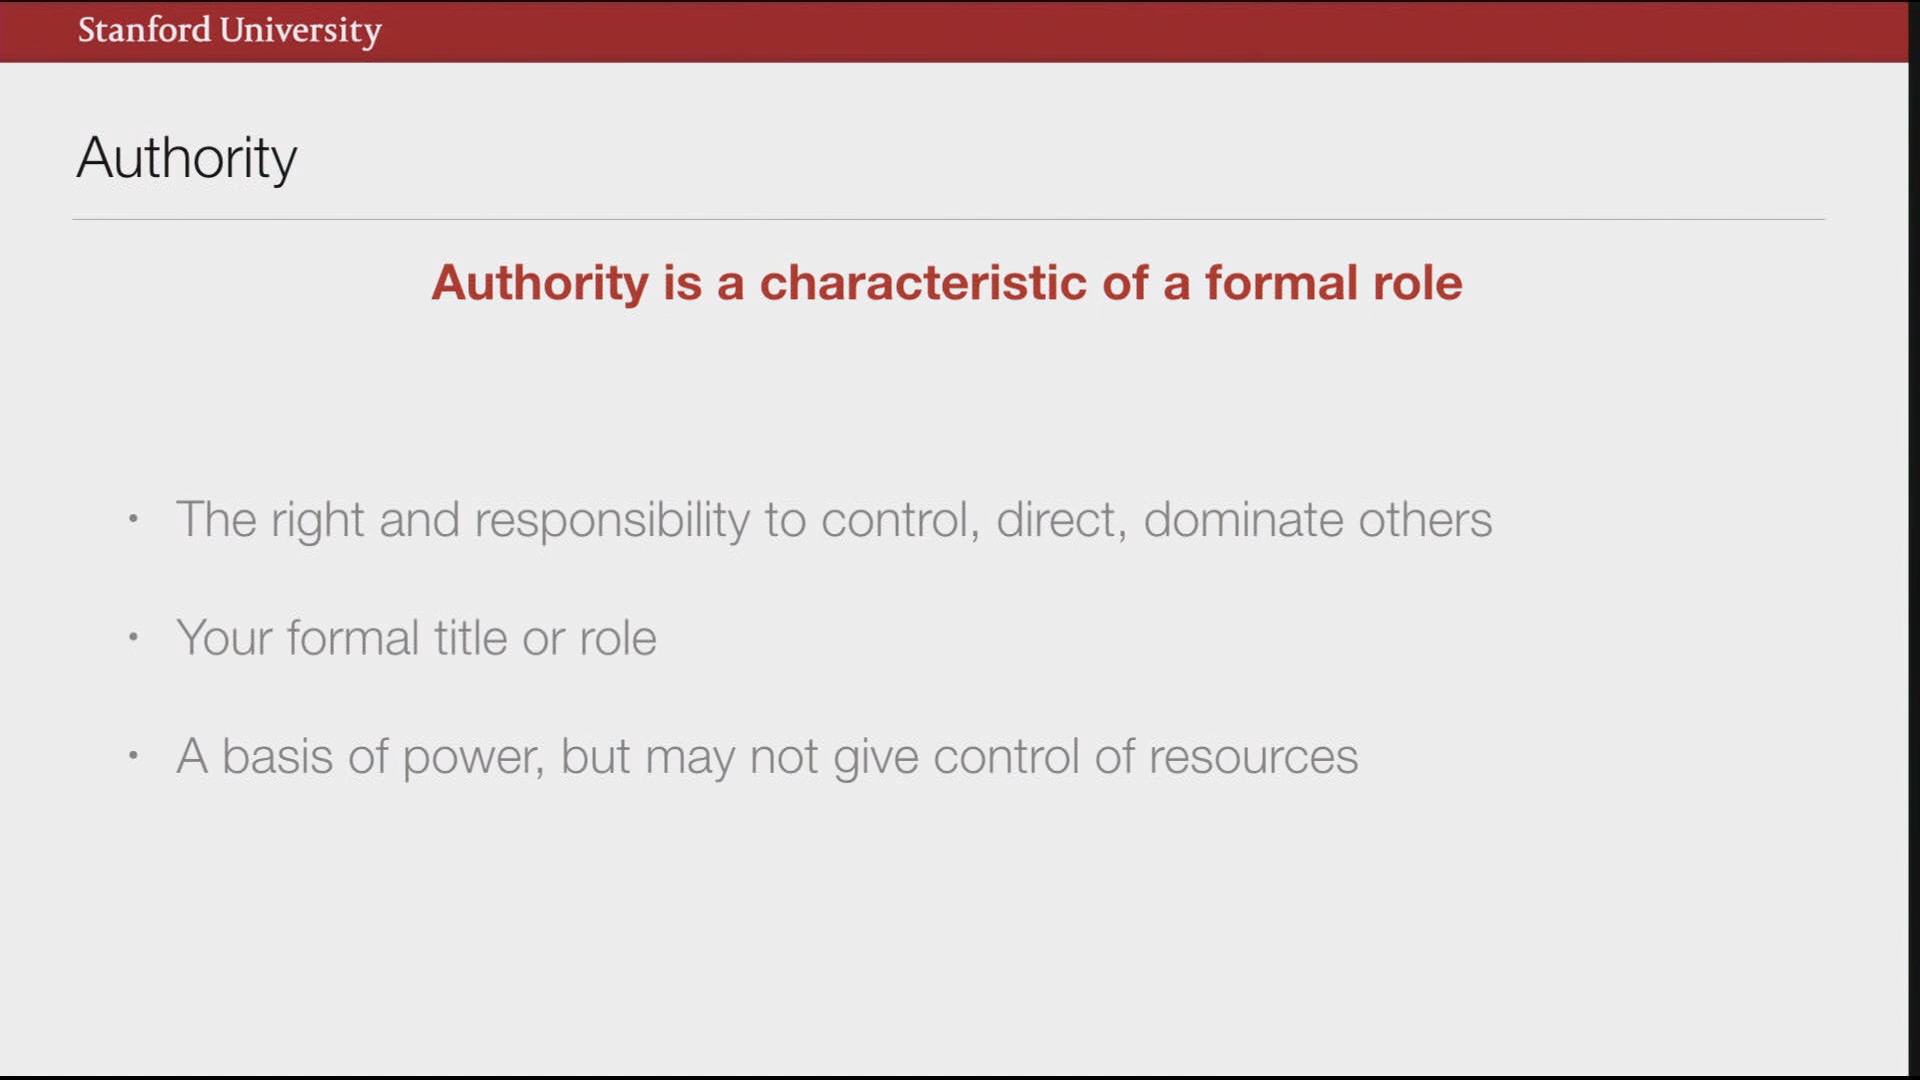 Stanford University
Authority
Authority is a characteristic of a formal role
• The right and responsibility to control, direct, dominate others
• Your formal title or role
• A basis of power, but may not give control of resources